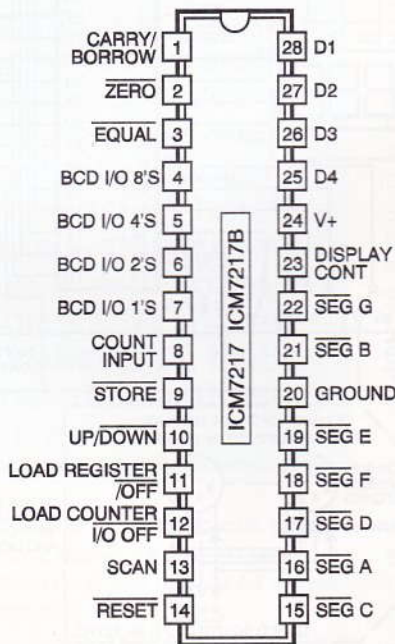 CARRY/
BORROW 1
ZERO 2
EQUAL 3
BCD I/O 8'S 4
BCD I/O 4'S 5
BCD I/O 2'S 6
BCD I/O 1'S 7
COUNT
INPUT 8
STORE 9
UP/DOWN 10
LOAD REGISTER
/OFF 11
LOAD COUNTER
I/O OFF 12
SCAN 13
RESET 14
ICM7217 ICM7217B
28 D1
27 D2
26 D3
25 D4
24 V+
23 DISPLAY
CONT
22 SEG G
21 SEG B
20 GROUND
19 SEG E
18 SEG F
17 SEG D
16 SEG A
15 SEG C